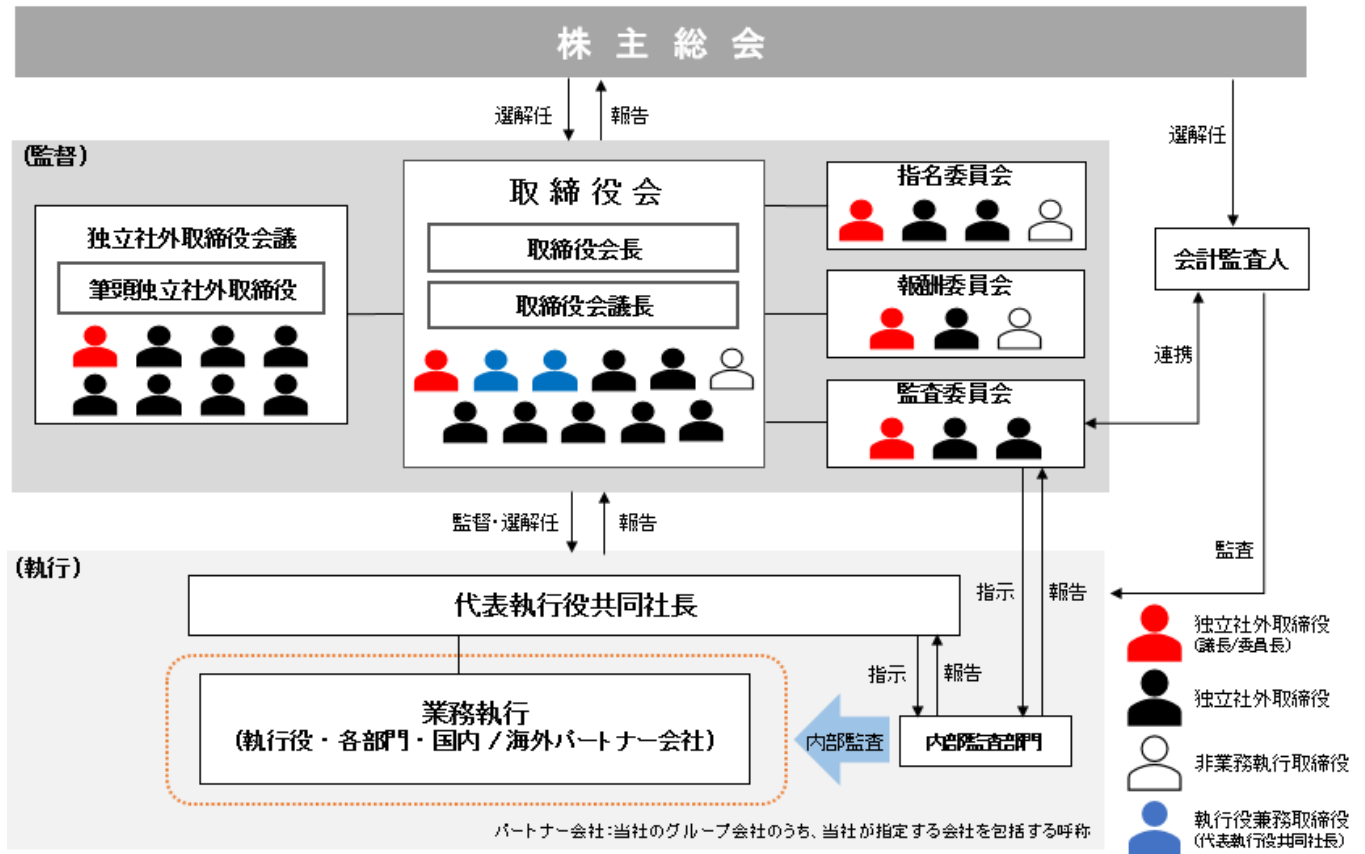 株主総会
選解任
報告
選解任
(監督)
独立社外取締役会議
筆頭独立社外取締役
取締役会
取締役会長
取締役会議長
指名委員会
報酬委員会
監査委員会
会計監査人
連携
監督・選解任
報告
監査
(執行)
代表執行役共同社長
指示
報告
指示
報告
業務執行
(執行役・各部門・国内/海外パートナー会社)
内部監査
内部監査部門
パートナー会社:当社のグループ会社のうち、当社が指定する会社を包括する呼称
独立社外取締役
(議長/委員長)
独立社外取締役
非業務執行取締役
執行役兼務取締役
(代表執行役共同社長)